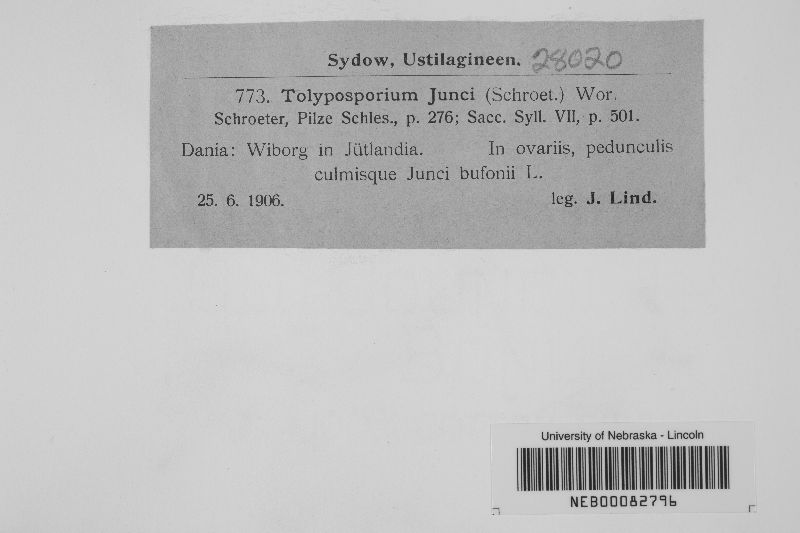 Sydow, Ustilagineen. 28020
773. Tolyposporium Junci (Schroet.) Wor.
Schroeter, Pilze Schles., p. 276; Sacc. Syll. VII, p. 501.
Dania: Wiborg in Jütlandia. In ovariis, pedunculis
culmisque Junci bufonii L.
25. 6. 1906. leg. J. Lind.
University of Nebraska - Lincoln
NEB00082796